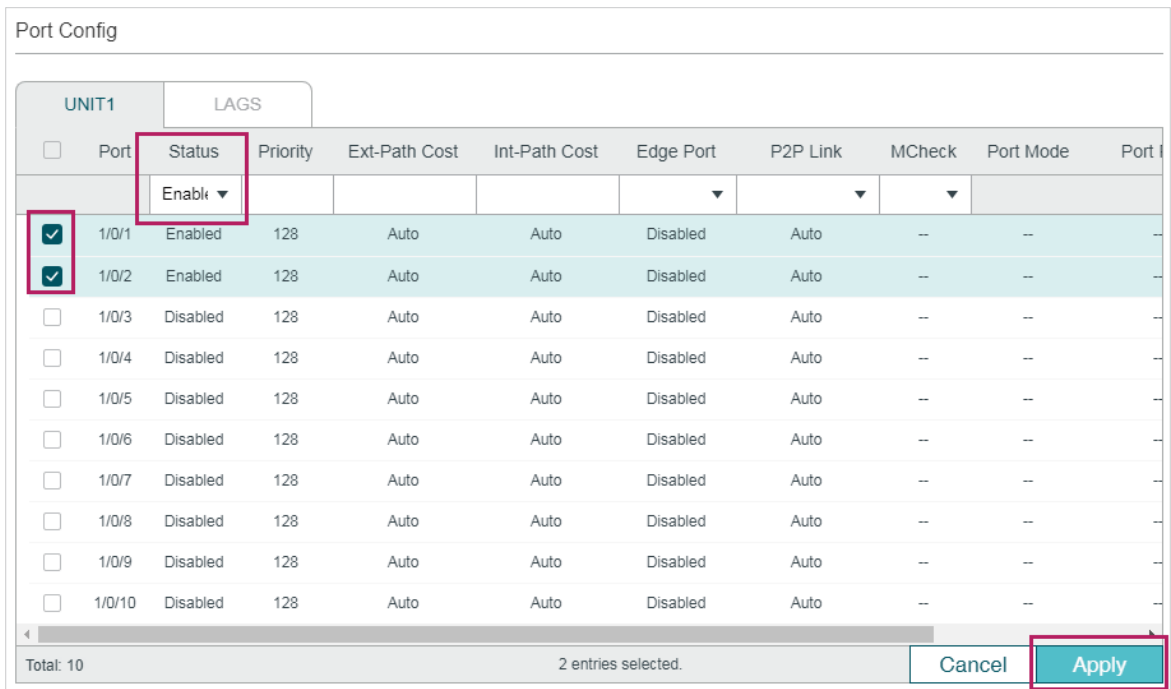 Port Config
UNIT1 LAGS
Port Status Priority Ext-Path Cost Int-Path Cost Edge Port P2P Link MCheck Port Mode Port
Enable
1/0/1 Enabled 128 Auto Auto Disabled Auto -- -- --
1/0/2 Enabled 128 Auto Auto Disabled Auto -- -- --
1/0/3 Disabled 128 Auto Auto Disabled Auto -- -- --
1/0/4 Disabled 128 Auto Auto Disabled Auto -- -- --
1/0/5 Disabled 128 Auto Auto Disabled Auto -- -- --
1/0/6 Disabled 128 Auto Auto Disabled Auto -- -- --
1/0/7 Disabled 128 Auto Auto Disabled Auto -- -- --
1/0/8 Disabled 128 Auto Auto Disabled Auto -- -- --
1/0/9 Disabled 128 Auto Auto Disabled Auto -- -- --
1/0/10 Disabled 128 Auto Auto Disabled Auto -- -- --
Total: 10 2 entries selected. Cancel Apply